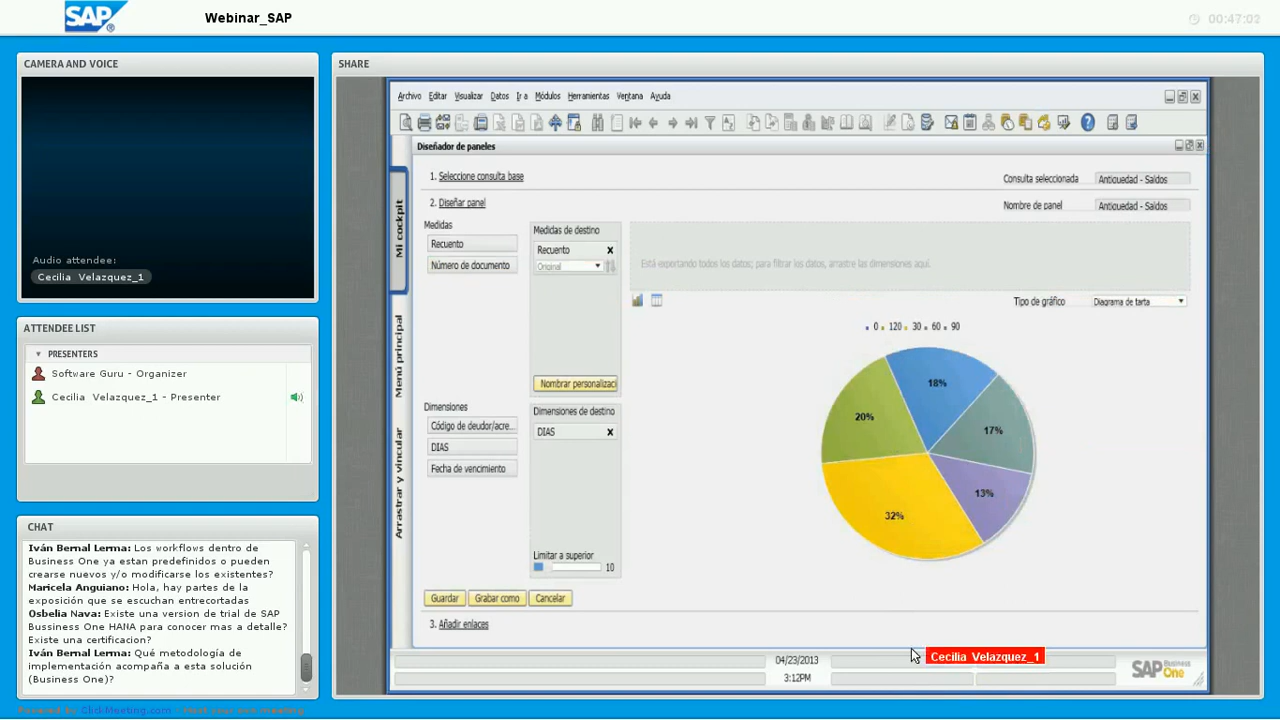 SAP
Webinar_SAP
00:47:02
CAMERA AND VOICE
Audio attendee:
Cecilia Velazquez_1
ATTENDEE LIST
PRESENTERS
Software Guru - Organizer
Cecilia Velazquez_1 - Presenter
CHAT
Iván Bernal Lerma: Los workflows dentro de
Business One ya estan predefinidos o pueden
crearse nuevos y/o modificarse los existentes?
Maricela Anguiano: Hola, hay partes de la
exposición que se escuchan entrecortadas
Osbelia Nava: Existe una version de trial de SAP
Bussiness One HANA para conocer mas a detalle?
Existe una certificacion?
Iván Bernal Lerma: Qué metodología de
implementación acompaña a esta solución
(Business One)?
Powered by ClickMeeting.com - Host your own meeting
SHARE
Archivo Editar Visualizar Datos Ir a Módulos Herramientas Ventana Ayuda
Mi cockpit
Menú principal
Arrastrar y vincular
Diseñador de paneles
1. Seleccione consulta base
Consulta seleccionada Antiquedad - Saldos
2. Diseñar panel
Nombre de panel Antiquedad - Saldos
Medidas
Recuento
Número de documento
Medidas de destino
Recuento X
Original
Nombrar personalizaci
Está exportando todos los datos; para filtrar los datos, arrastre las dimensiones aquí.
Tipo de gráfico Diagrama de tarta
0 120 30 60 90
18%
17%
13%
32%
20%
Dimensiones
Código de deudor/acre...
DIAS
Fecha de vencimiento
Dimensiones de destino
DIAS X
Limitar a superior
10
Guardar Grabar como Cancelar
3. Añadir enlaces
04/23/2013
3:12PM
Cecilia Velazquez_1
SAP Business One